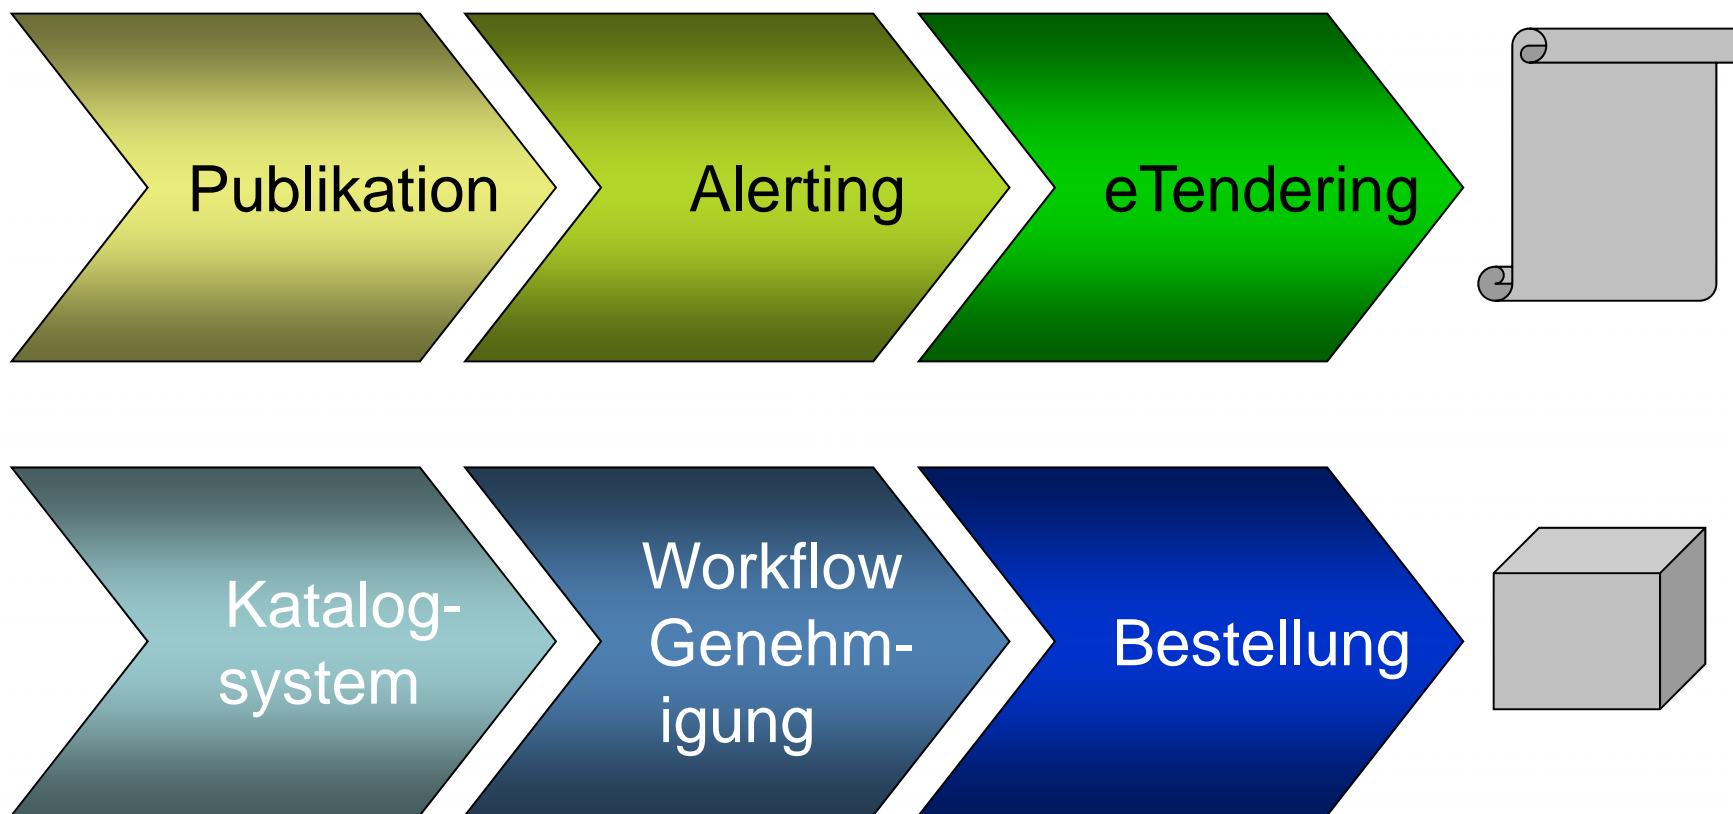 Publikation
Alerting
eTendering
Katalog-
system
Workflow
Genehm-
igung
Bestellung